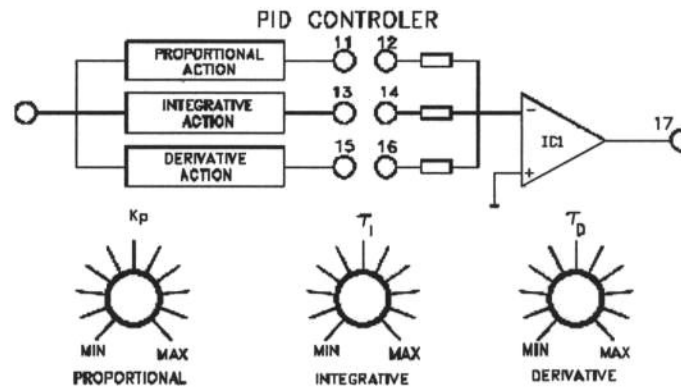 PID CONTROLER
11 12
PROPORTIONAL
ACTION
13 14
INTEGRATIVE
ACTION
15 16
DERIVATIVE
ACTION
−
+
IC1
17
Kp
MIN MAX
PROPORTIONAL
τI
MIN MAX
INTEGRATIVE
τD
MIN MAX
DERIVATIVE